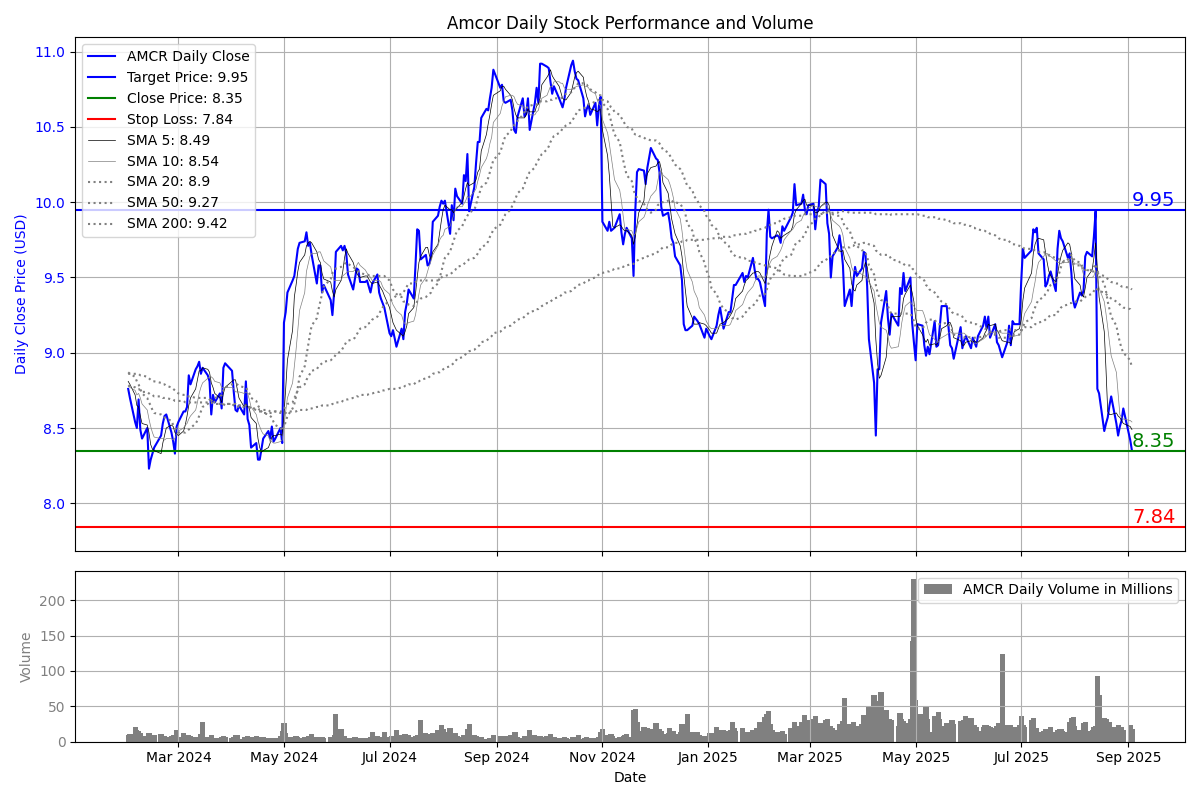 Amcor Daily Stock Performance and Volume
11.0
10.5
10.0
9.5
9.0
8.5
8.0
Daily Close Price (USD)
AMCR Daily Close
Target Price: 9.95
Close Price: 8.35
Stop Loss: 7.84
SMA 5: 8.49
SMA 10: 8.54
SMA 20: 8.9
SMA 50: 9.27
SMA 200: 9.42
9.95
8.35
7.84
AMCR Daily Volume in Millions
200
150
100
50
0
Volume
Mar 2024
May 2024
Jul 2024
Sep 2024
Nov 2024
Jan 2025
Mar 2025
May 2025
Jul 2025
Sep 2025
Date